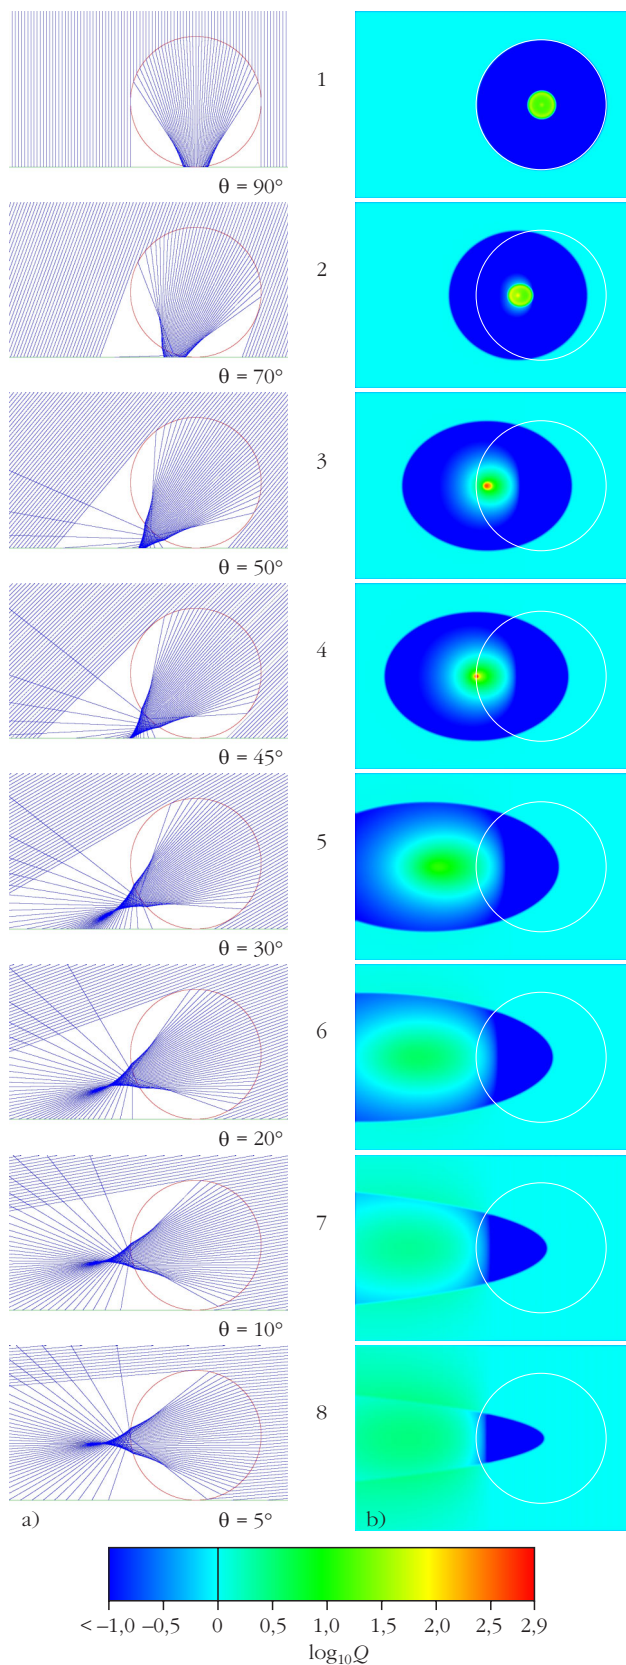 1
θ = 90°
2
θ = 70°
3
θ = 50°
4
θ = 45°
5
θ = 30°
6
θ = 20°
7
θ = 10°
8
a) θ = 5° b)
< −1,0 −0,5 0 0,5 1,0 1,5 2,0 2,5 2,9
log₁₀Q